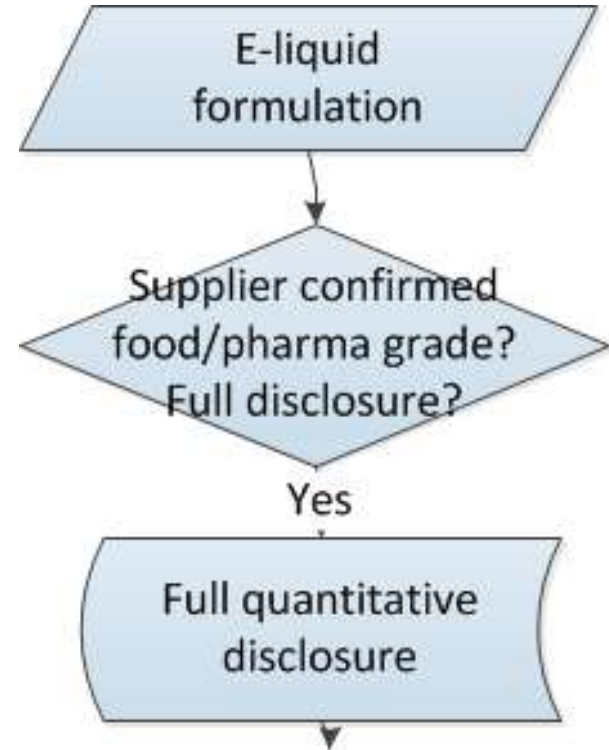 E-liquid
formulation
Supplier confirmed
food/pharma grade?
Full disclosure?
Yes
Full quantitative
disclosure